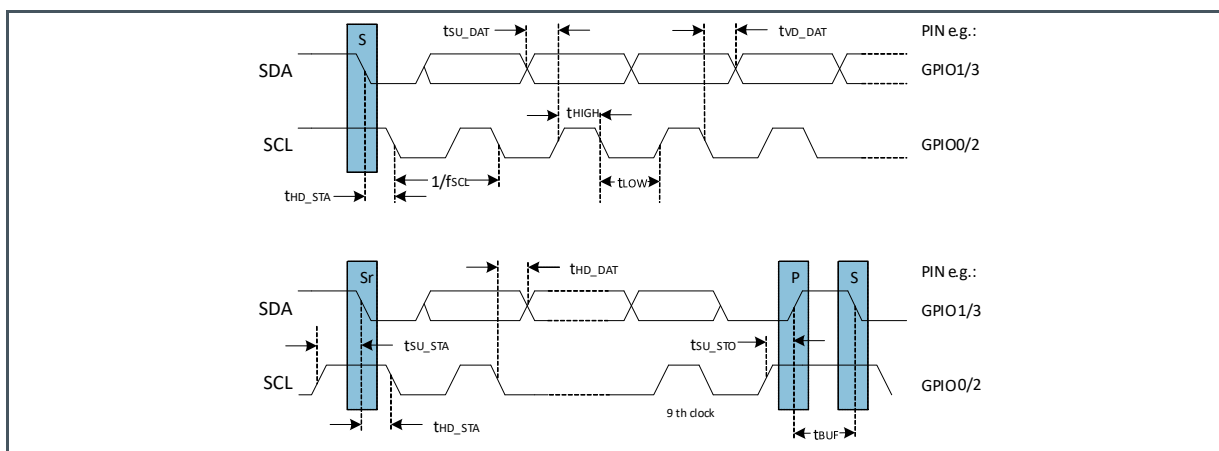 S
tSU_DAT
tVD_DAT
PIN e.g.:
SDA
GPIO1/3
tHIGH
SCL
GPIO0/2
1/fSCL
tLOW
tHD_STA
Sr
tHD_DAT
P
S
PIN e.g.:
SDA
GPIO1/3
tSU_STA
tSU_STO
SCL
GPIO0/2
9 th clock
tHD_STA
tBUF